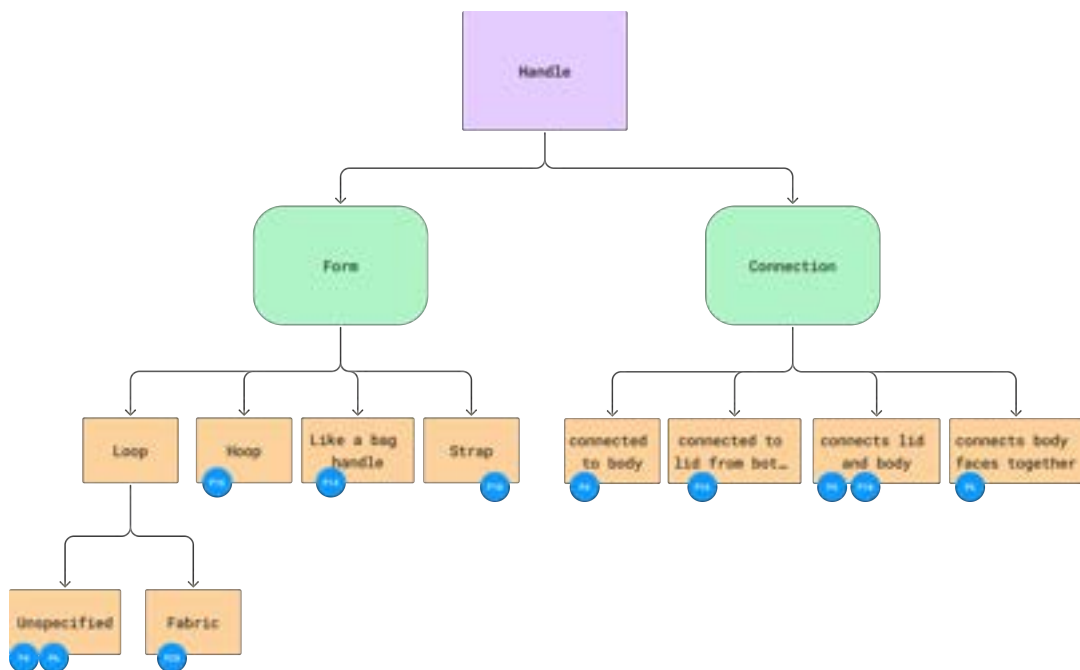 Handle
Form
Connection
Loop
Hoop
Like a bag
handle
Strap
connected
to body
connected to
lid from bot…
connects lid
and body
connects body
faces together
Unspecified
Fabric